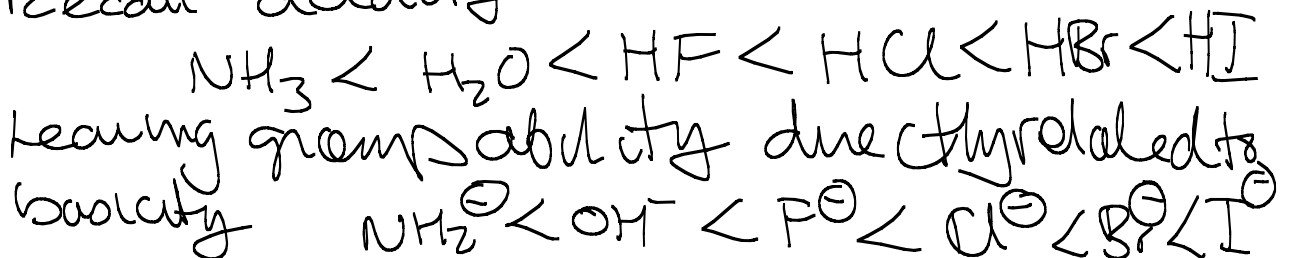 Recall acidity
NH₃ < H₂O < HF < HCl < HBr < HI
Leaving group ability directly related to
basicity NH₂⊖ < OH⁻ < F⊖ < Cl⊖ < Br⊖ < I⊖